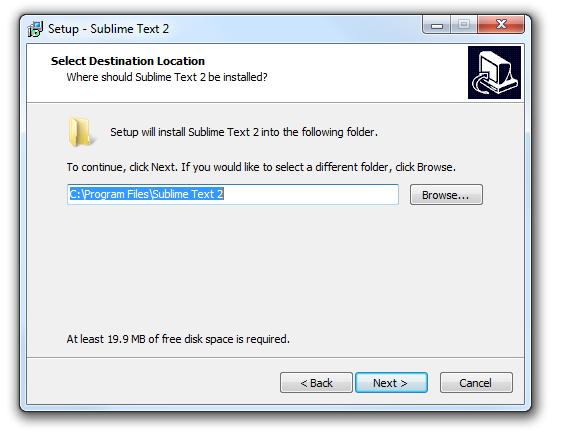 Setup - Sublime Text 2
Select Destination Location
Where should Sublime Text 2 be installed?
Setup will install Sublime Text 2 into the following folder.
To continue, click Next. If you would like to select a different folder, click Browse.
C:\Program Files\Sublime Text 2
Browse...
At least 19.9 MB of free disk space is required.
< Back
Next >
Cancel